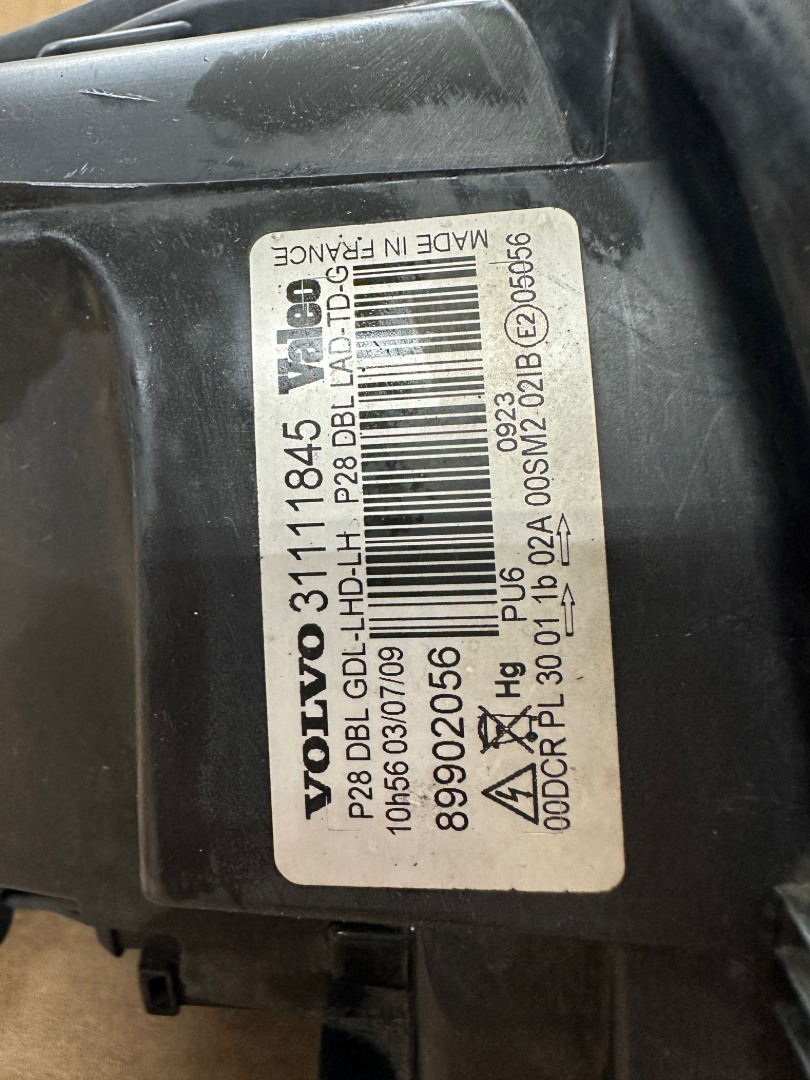 VOLVO 31111845 Valeo
P28 DBL GDL-LHD-LH P28 DBL LAD-TD-G
10h56 03/07/09
MADE IN FRANCE
89902056
Hg PU6 0923
00DCR PL 30 01 1b 02A 00SM2 02IB E2 05056